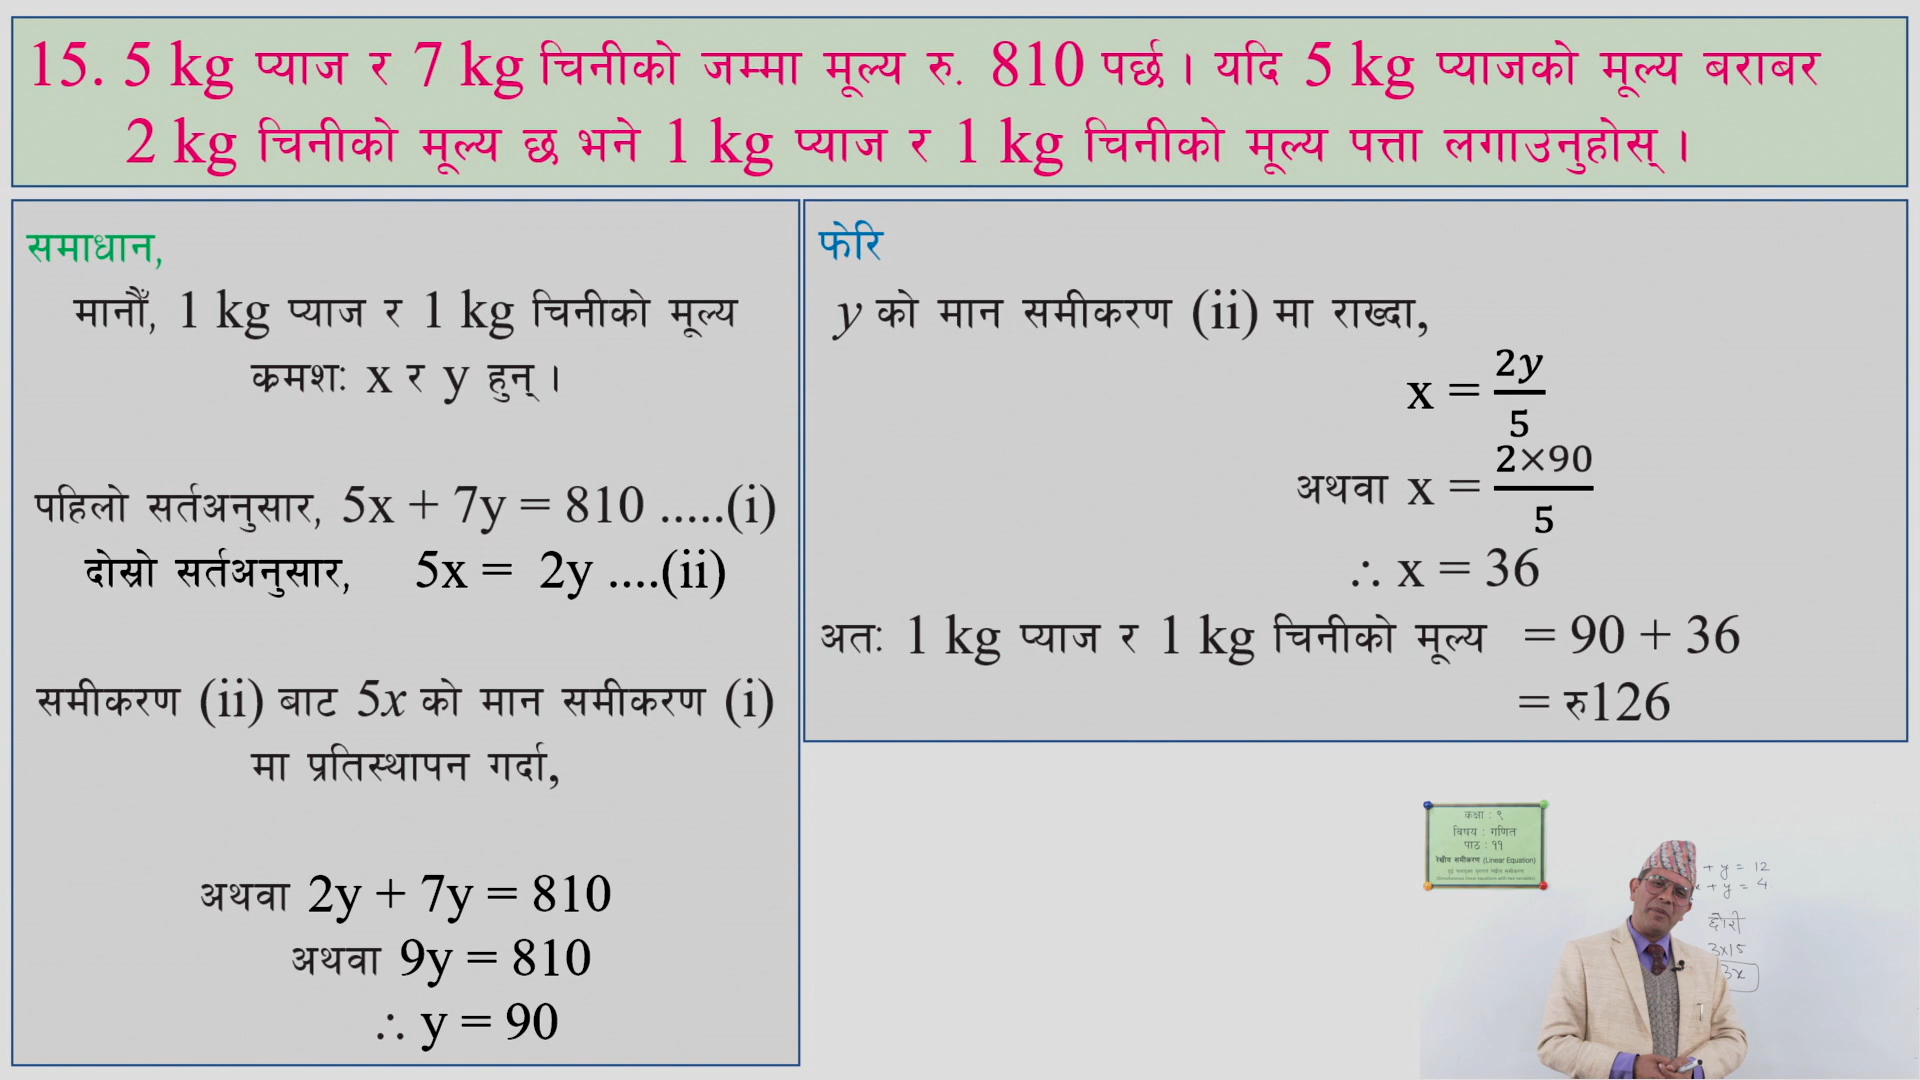 15. 5 kg प्याज र 7 kg चिनीको जम्मा मूल्य रु. 810 पर्छ । यदि 5 kg प्याजको मूल्य बराबर
2 kg चिनीको मूल्य छ भने 1 kg प्याज र 1 kg चिनीको मूल्य पत्ता लगाउनुहोस् ।
समाधान,
मानौँ, 1 kg प्याज र 1 kg चिनीको मूल्य
क्रमशः x र y हुन् ।
पहिलो सर्तअनुसार, 5x + 7y = 810 .....(i)
दोस्रो सर्तअनुसार, 5x = 2y ....(ii)
समीकरण (ii) बाट 5x को मान समीकरण (i)
मा प्रतिस्थापन गर्दा,
अथवा 2y + 7y = 810
अथवा 9y = 810
∴ y = 90
फेरि
y को मान समीकरण (ii) मा राख्दा,
x = 2y/5
अथवा x = 2×90/5
∴ x = 36
अतः 1 kg प्याज र 1 kg चिनीको मूल्य = 90 + 36
= रु126
कक्षा : ९
विषय : गणित
पाठ : ११
रेखीय समीकरण (Linear Equation)
+ y = 12
x + y = 4
3x15
3x